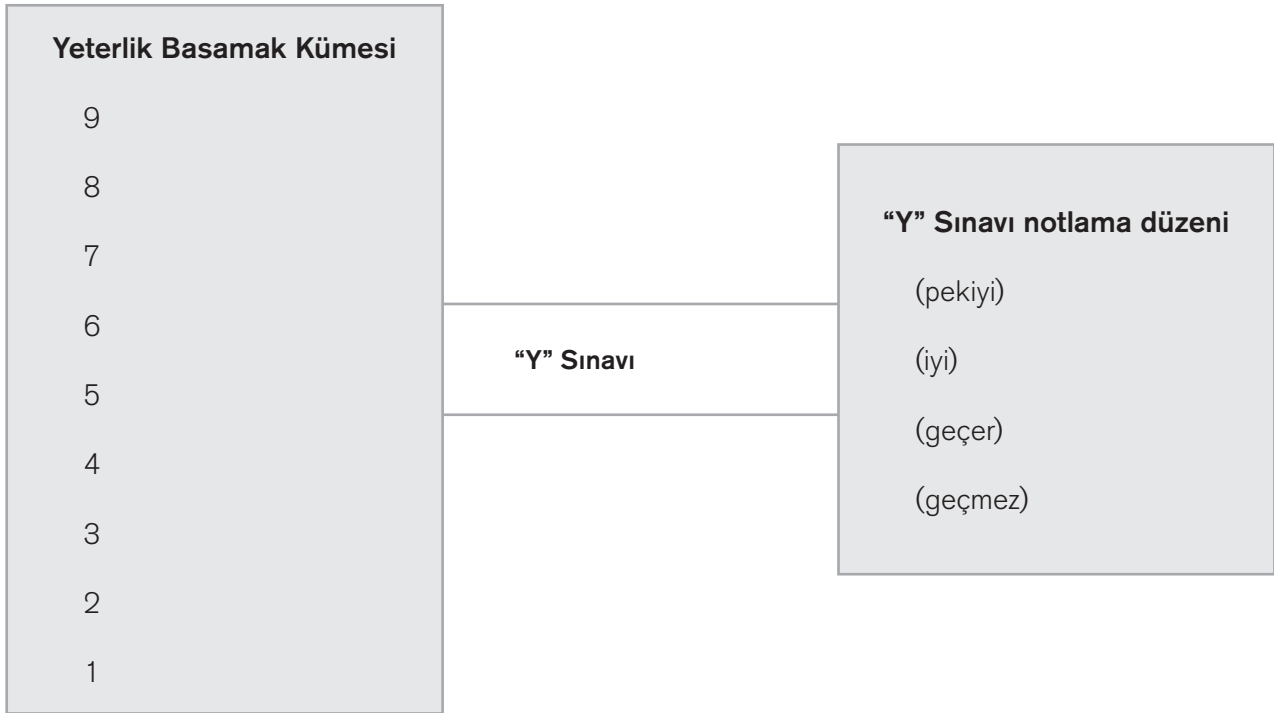 Yeterlik Basamak Kümesi
9
8
7
6
5
4
3
2
1
“Y” Sınavı
“Y” Sınavı notlama düzeni
(pekiyi)
(iyi)
(geçer)
(geçmez)